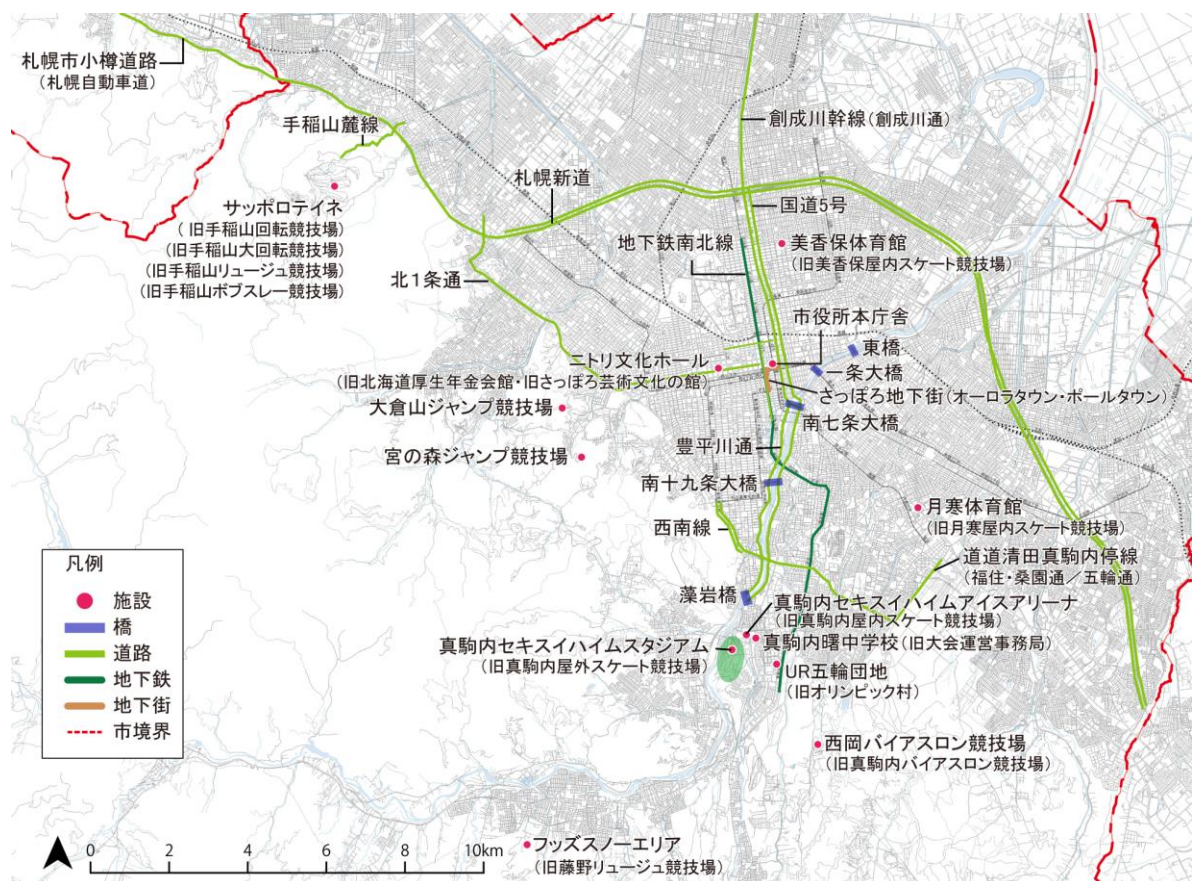 札幌市小樽道路
(札幌自動車道)
手稲山麓線
創成川幹線(創成川通)
札幌新道
サッポロテイネ
(旧手稲山回転競技場)
(旧手稲山大回転競技場)
(旧手稲山リュージュ競技場)
(旧手稲山ボブスレー競技場)
国道5号
地下鉄南北線
美香保体育館
(旧美香保屋内スケート競技場)
北1条通
市役所本庁舎
東橋
ニトリ文化ホール
(旧北海道厚生年金会館・旧さっぽろ芸術文化の館)
一条大橋
さっぽろ地下街(オーロラタウン・ポールタウン)
大倉山ジャンプ競技場
南七条大橋
豊平川通
宮の森ジャンプ競技場
南十九条大橋
月寒体育館
(旧月寒屋内スケート競技場)
西南線
道道清田真駒内停線
(福住・桑園通/五輪通)
藻岩橋
真駒内セキスイハイムアイスアリーナ
(旧真駒内屋内スケート競技場)
真駒内セキスイハイムスタジアム
(旧真駒内屋外スケート競技場)
真駒内曙中学校(旧大会運営事務局)
UR五輪団地
(旧オリンピック村)
西岡バイアスロン競技場
(旧真駒内バイアスロン競技場)
フッズスノーエリア
(旧藤野リュージュ競技場)
凡例
施設
橋
道路
地下鉄
地下街
市境界
0 2 4 6 8 10km